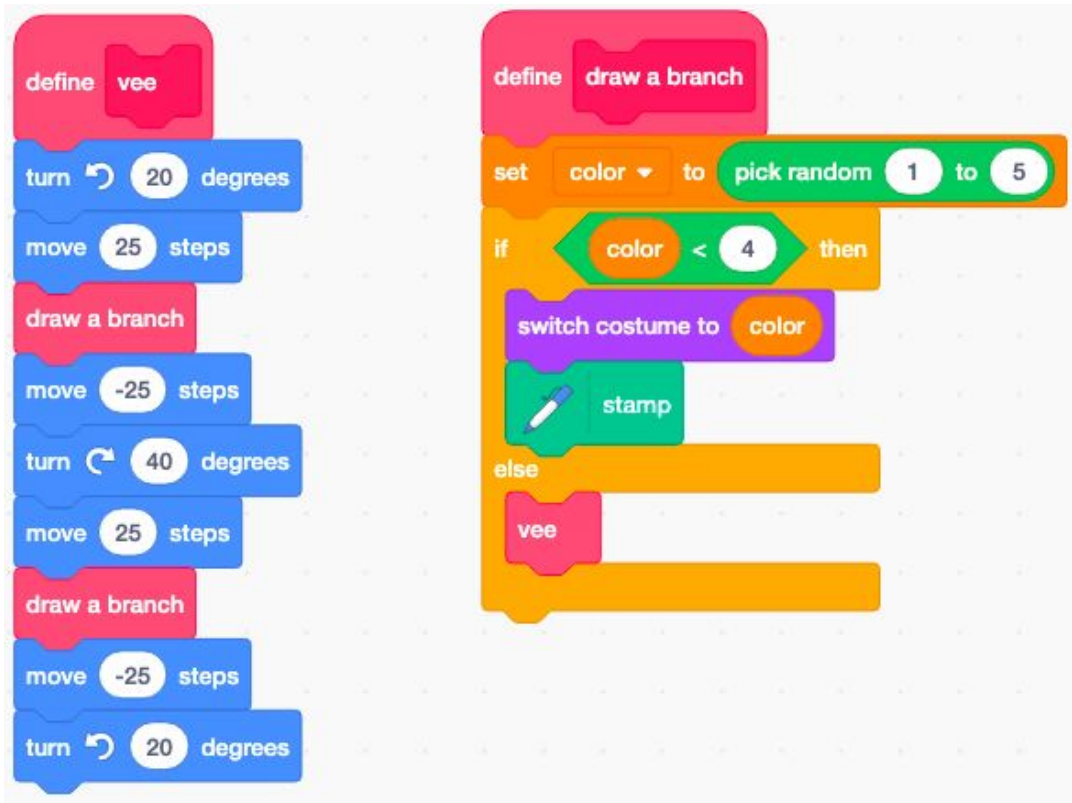 define vee
turn 20 degrees
move 25 steps
draw a branch
move -25 steps
turn 40 degrees
move 25 steps
draw a branch
move -25 steps
turn 20 degrees
define draw a branch
set color to pick random 1 to 5
if color < 4 then
switch costume to color
stamp
else
vee